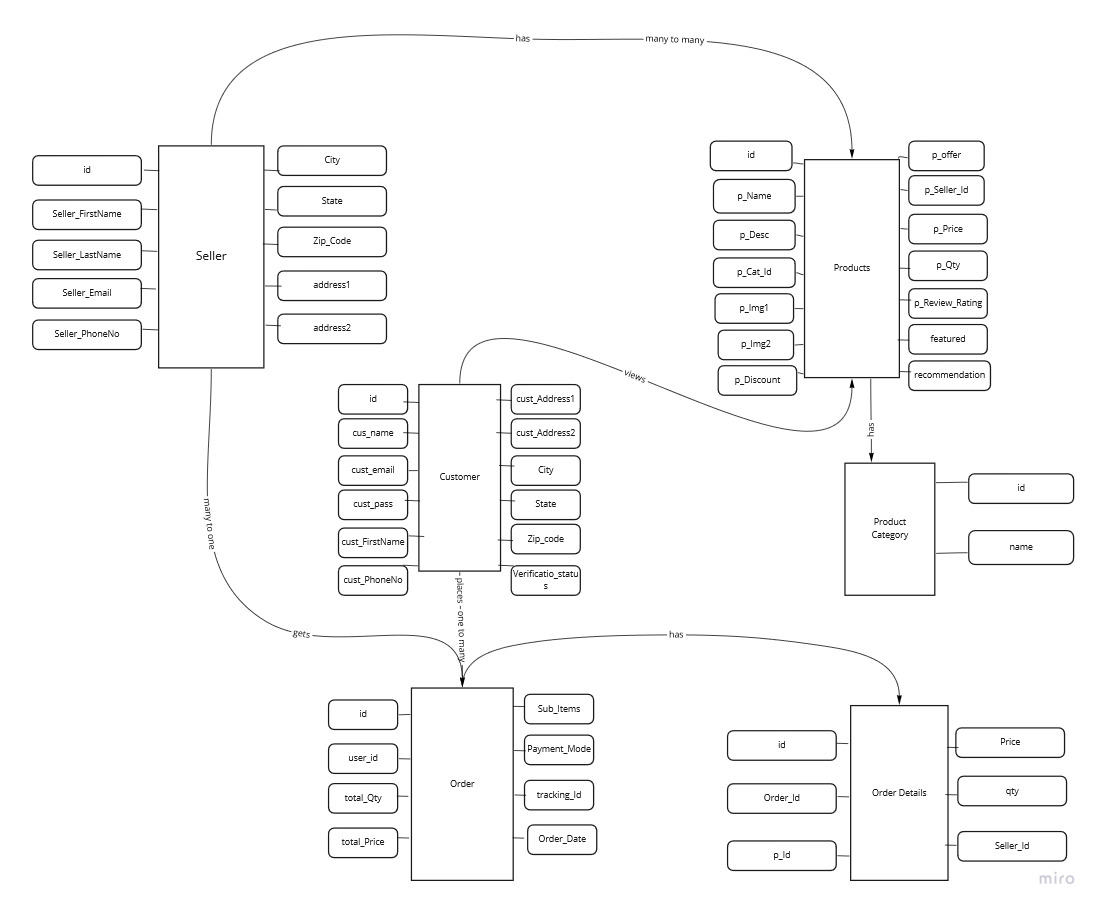 has
many to many
id
Seller_FirstName
Seller_LastName
Seller_Email
Seller_PhoneNo
Seller
City
State
Zip_Code
address1
address2
id
p_Name
p_Desc
p_Cat_Id
p_Img1
p_Img2
p_Discount
Products
p_offer
p_Seller_Id
p_Price
p_Qty
p_Review_Rating
featured
recommendation
views
has
id
cus_name
cust_email
cust_pass
cust_FirstName
cust_PhoneNo
Customer
cust_Address1
cust_Address2
City
State
Zip_code
Verificatio_statu
s
Product
Category
id
name
many to one
gets
places - one to many
has
id
user_id
total_Qty
total_Price
Order
Sub_Items
Payment_Mode
tracking_Id
Order_Date
id
Order_Id
p_Id
Order Details
Price
qty
Seller_Id
miro